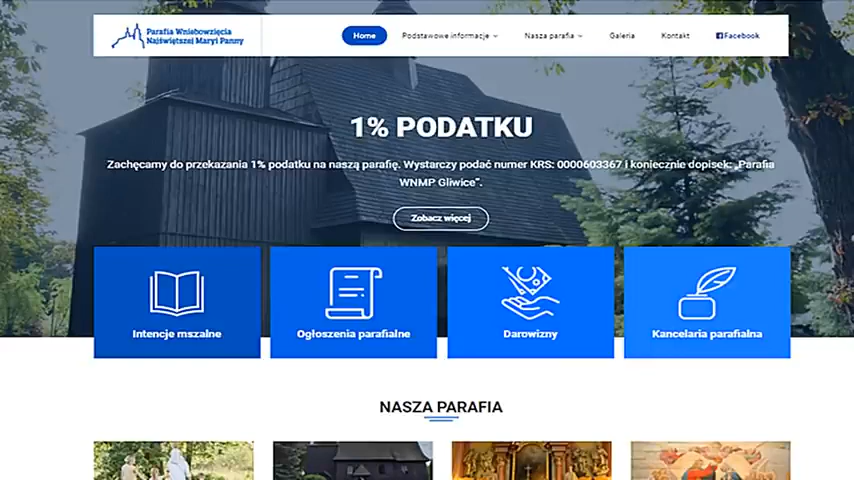 Parafia Wniebowzięcia
Najświętszej Maryi Panny
Home
Podstawowe informacje
Nasza parafia
Galeria
Kontakt
Facebook
1% PODATKU
Zachęcamy do przekazania 1% podatku na naszą parafię. Wystarczy podać numer KRS: 0000603367 i koniecznie dopisek: „Parafia
WNMP Gliwice”.
Zobacz więcej
Intencje mszalne
Ogłoszenia parafialne
Darowizny
Kancelaria parafialna
NASZA PARAFIA